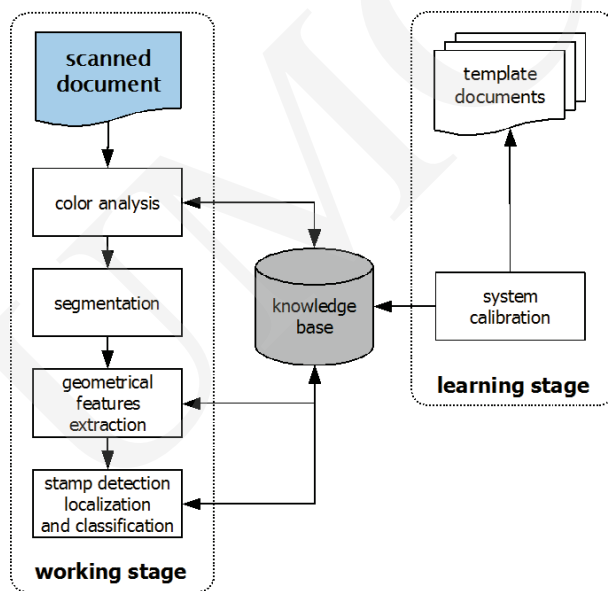 scanned
document
color analysis
segmentation
geometrical
features
extraction
stamp detection
localization
and classification
working stage
knowledge
base
template
documents
system
calibration
learning stage
UMC